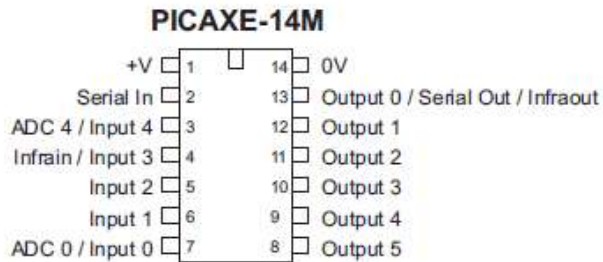 PICAXE-14M
+V 1 14 0V
Serial In 2 13 Output 0 / Serial Out / Infraout
ADC 4 / Input 4 3 12 Output 1
Infrain / Input 3 4 11 Output 2
Input 2 5 10 Output 3
Input 1 6 9 Output 4
ADC 0 / Input 0 7 8 Output 5